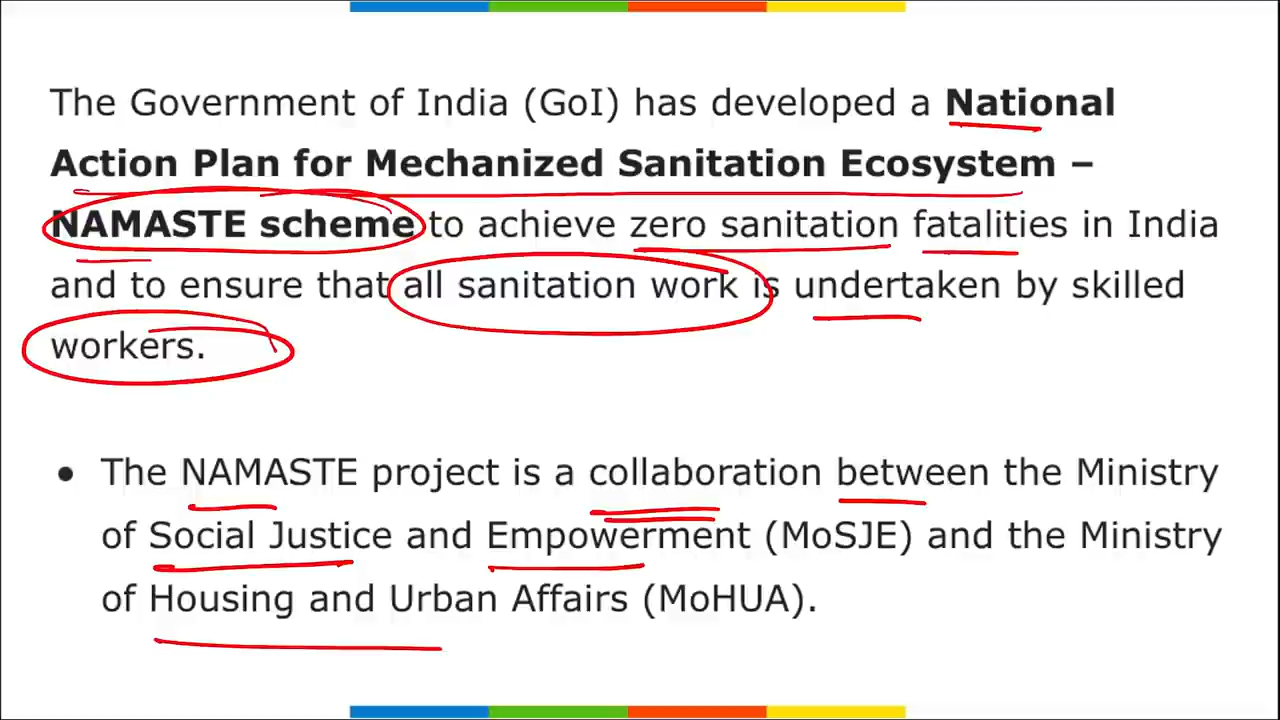 The Government of India (GoI) has developed a National
Action Plan for Mechanized Sanitation Ecosystem –
NAMASTE scheme to achieve zero sanitation fatalities in India
and to ensure that all sanitation work is undertaken by skilled
workers.
● The NAMASTE project is a collaboration between the Ministry
of Social Justice and Empowerment (MoSJE) and the Ministry
of Housing and Urban Affairs (MoHUA).